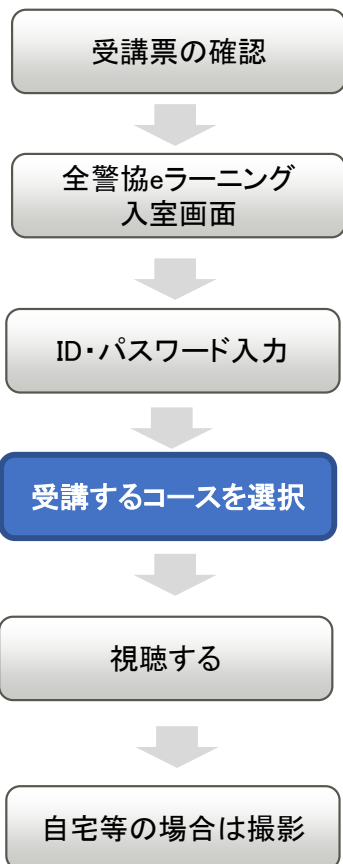 受講票の確認
全警協eラーニング
入室画面
ID・パスワード入力
受講するコースを選択
視聴する
自宅等の場合は撮影